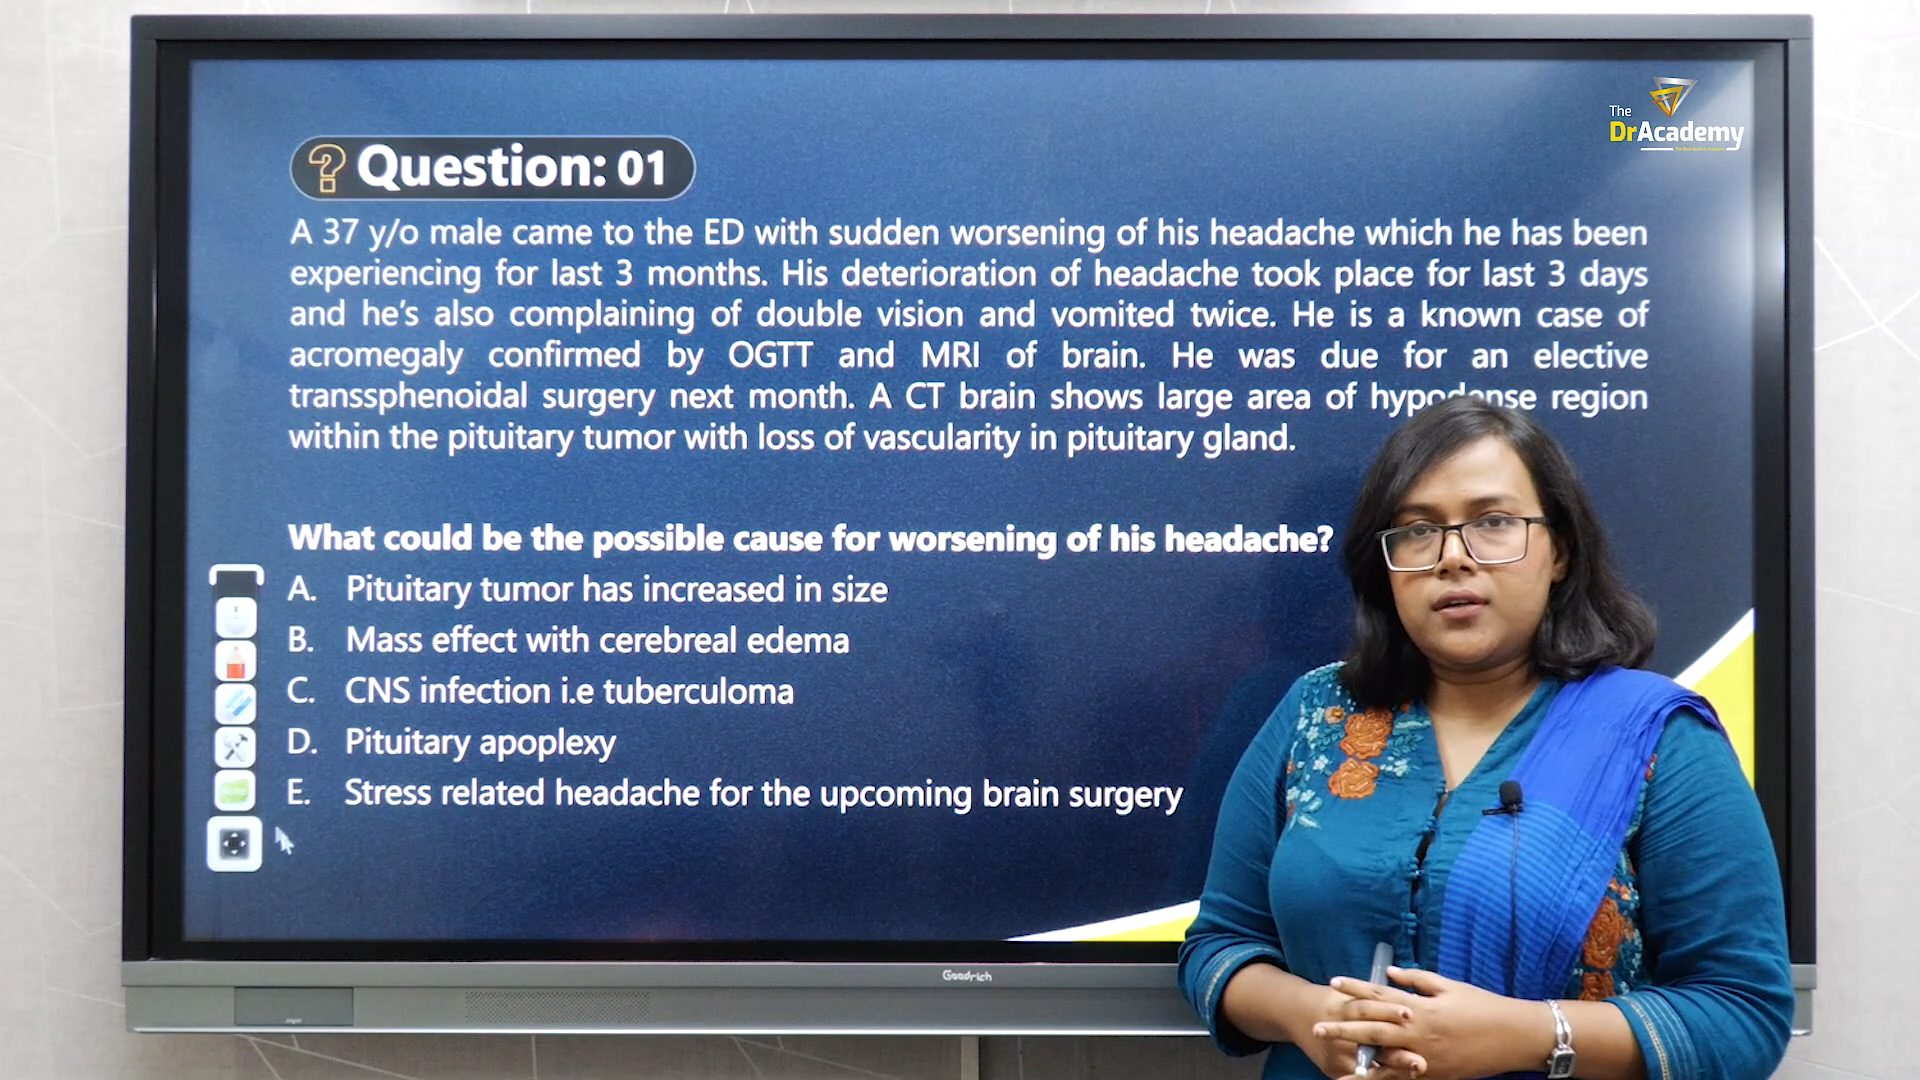 The
DrAcademy
Question: 01
A 37 y/o male came to the ED with sudden worsening of his headache which he has been
experiencing for last 3 months. His deterioration of headache took place for last 3 days
and he's also complaining of double vision and vomited twice. He is a known case of
acromegaly confirmed by OGTT and MRI of brain. He was due for an elective
transsphenoidal surgery next month. A CT brain shows large area of hypodense region
within the pituitary tumor with loss of vascularity in pituitary gland.
What could be the possible cause for worsening of his headache?
A. Pituitary tumor has increased in size
B. Mass effect with cerebreal edema
C. CNS infection i.e tuberculoma
D. Pituitary apoplexy
E. Stress related headache for the upcoming brain surgery
Goodrich